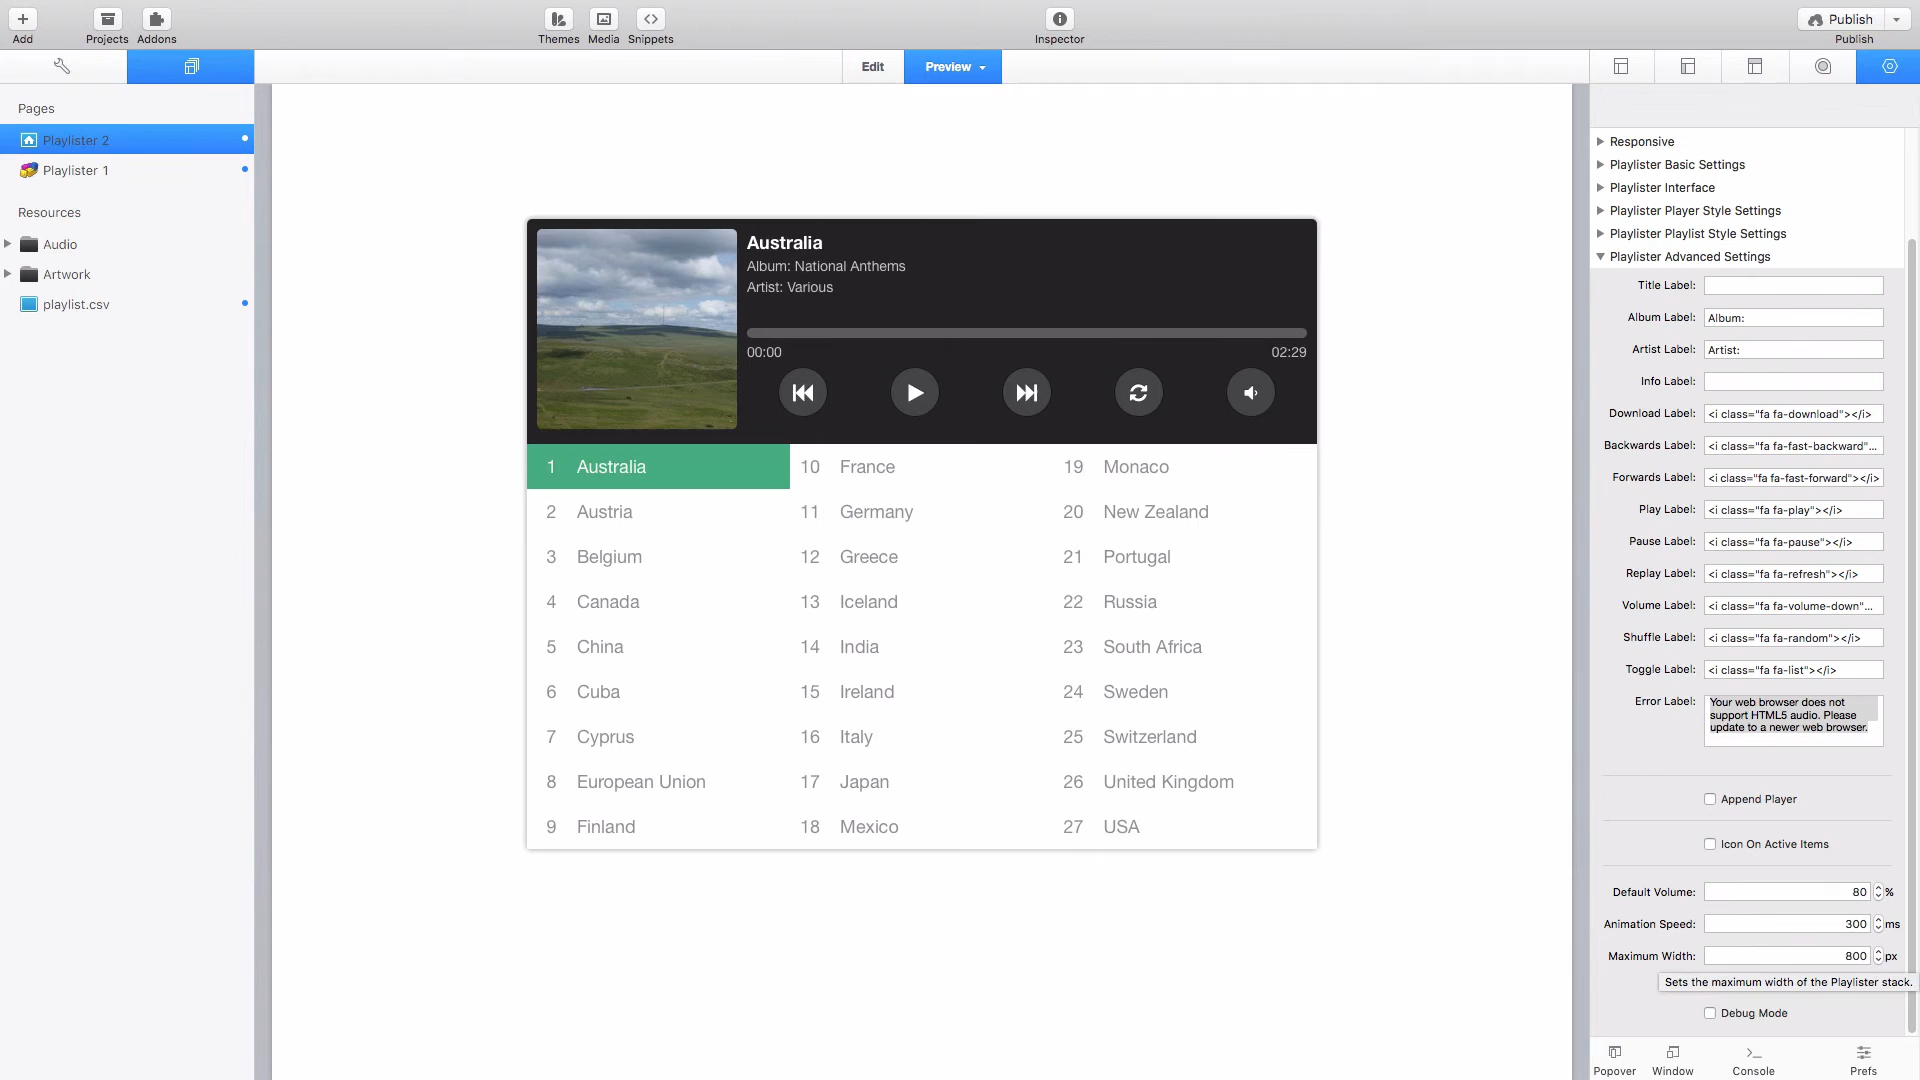 Add
Projects
Addons
Themes
Media
Snippets
Inspector
Publish
Publish
Edit
Preview
Pages
Playlister 2
Playlister 1
Resources
Audio
Artwork
playlist.csv
Australia
Album: National Anthems
Artist: Various
00:00
02:29
1 Australia
2 Austria
3 Belgium
4 Canada
5 China
6 Cuba
7 Cyprus
8 European Union
9 Finland
10 France
11 Germany
12 Greece
13 Iceland
14 India
15 Ireland
16 Italy
17 Japan
18 Mexico
19 Monaco
20 New Zealand
21 Portugal
22 Russia
23 South Africa
24 Sweden
25 Switzerland
26 United Kingdom
27 USA
Responsive
Playlister Basic Settings
Playlister Interface
Playlister Player Style Settings
Playlister Playlist Style Settings
Playlister Advanced Settings
Title Label:
Album Label: Album:
Artist Label: Artist:
Info Label:
Download Label: <i class="fa fa-download"></i>
Backwards Label: <i class="fa fa-fast-backward"...
Forwards Label: <i class="fa fa-fast-forward"></i>
Play Label: <i class="fa fa-play"></i>
Pause Label: <i class="fa fa-pause"></i>
Replay Label: <i class="fa fa-refresh"></i>
Volume Label: <i class="fa fa-volume-down"...
Shuffle Label: <i class="fa fa-random"></i>
Toggle Label: <i class="fa fa-list"></i>
Error Label: Your web browser does not
support HTML5 audio. Please
update to a newer web browser.
Append Player
Icon On Active Items
Default Volume: 80 %
Animation Speed: 300 ms
Maximum Width: 800 px
Sets the maximum width of the Playlister stack.
Debug Mode
Popover
Window
Console
Prefs